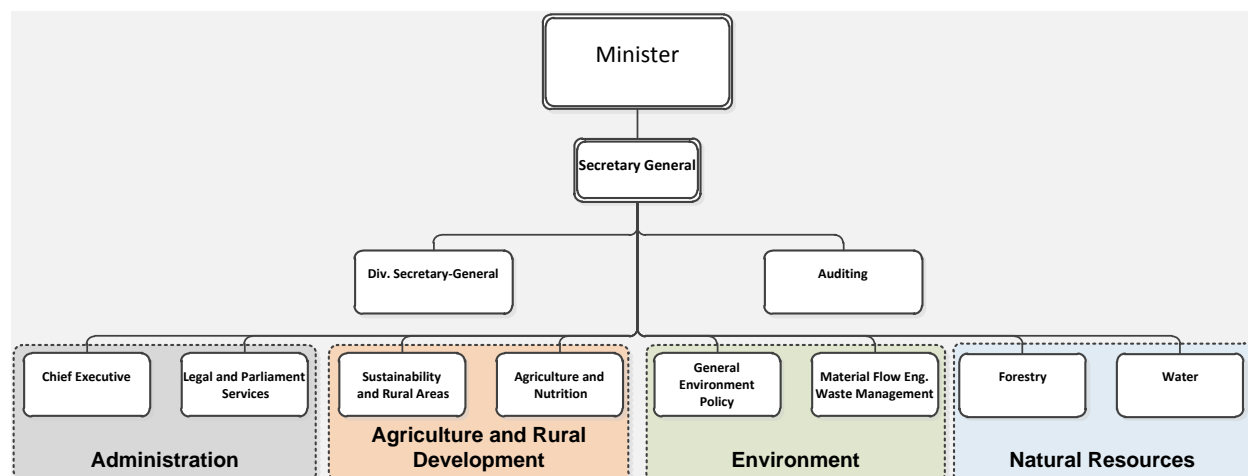 Minister
Secretary General
Div. Secretary-General
Auditing
Chief Executive
Legal and Parliament
Services
Sustainability
and Rural Areas
Agriculture and
Nutrition
General
Environment
Policy
Material Flow Eng.
Waste Management
Forestry
Water
Administration
Agriculture and Rural
Development
Environment
Natural Resources